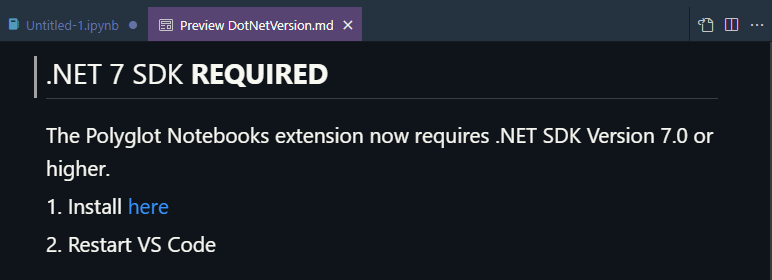 Untitled-1.ipynb
Preview DotNetVersion.md
.NET 7 SDK REQUIRED
The Polyglot Notebooks extension now requires .NET SDK Version 7.0 or
higher.
1. Install here
2. Restart VS Code